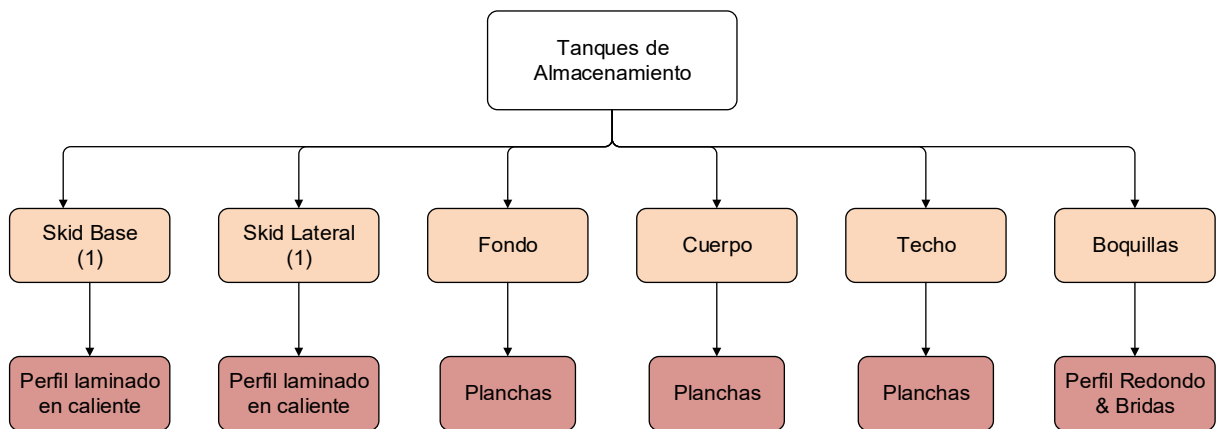 Tanques de
Almacenamiento
Skid Base
(1)
Skid Lateral
(1)
Fondo
Cuerpo
Techo
Boquillas
Perfil laminado
en caliente
Perfil laminado
en caliente
Planchas
Planchas
Planchas
Perfil Redondo
& Bridas